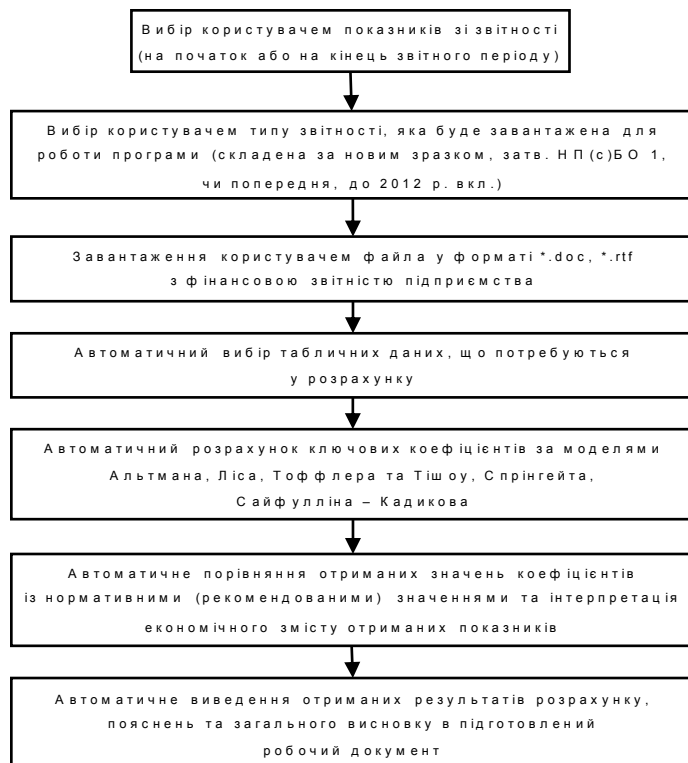 Вибір користувачем показників зі звітності
(на початок або на кінець звітного періоду)
Вибір користувачем типу звітності, яка буде завантажена для
роботи програми (складена за новим зразком, затв. НП(с)БО 1,
чи попередня, до 2012 р. вкл.)
Завантаження користувачем файла у форматі *.doc, *.rtf
з фінансовою звітністю підприємства
Автоматичний вибір табличних даних, що потребуються
у розрахунку
Автоматичний розрахунок ключових коефіцієнтів за моделями
Альтмана, Ліса, Тоффлера та Тішоу, Спрінгейта,
Сайфулліна – Кадикова
Автоматичне порівняння отриманих значень коефіцієнтів
із нормативними (рекомендованими) значеннями та інтерпретація
економічного змісту отриманих показників
Автоматичне виведення отриманих результатів розрахунку,
пояснень та загального висновку в підготовлений
робочий документ